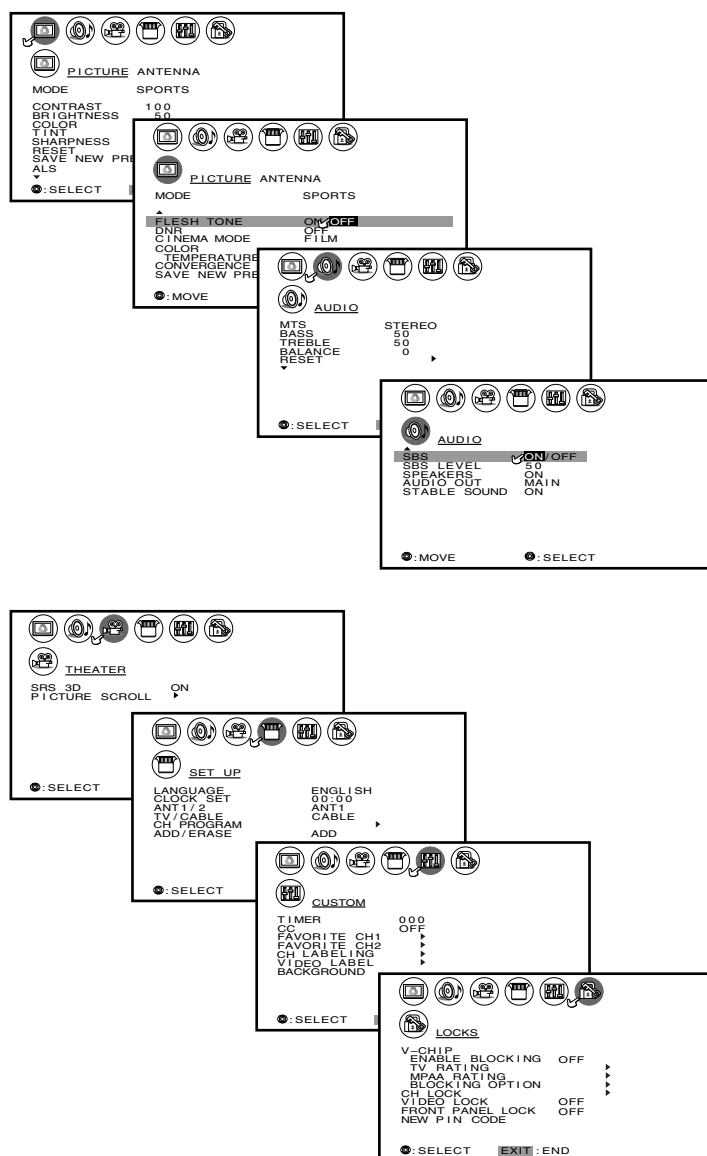 PICTURE ANTENNA
MODE SPORTS
CONTRAST 100
BRIGHTNESS 50
COLOR
TINT
SHARPNESS
RESET
SAVE NEW PRE
ALS
:SELECT
PICTURE ANTENNA
MODE SPORTS
FLESH TONE ON OFF
DNR OFF
CINEMA MODE FILM
COLOR
TEMPERATURE
CONVERGENCE
SAVE NEW PRE
:MOVE
AUDIO
MTS STEREO
BASS 50
TREBLE 50
BALANCE 0
RESET
:SELECT
AUDIO
SBS ON/OFF
SBS LEVEL 50
SPEAKERS ON
AUDIO OUT MAIN
STABLE SOUND ON
:MOVE :SELECT
THEATER
SRS 3D ON
PICTURE SCROLL
:SELECT
SET UP
LANGUAGE ENGLISH
CLOCK SET 00:00
ANT1/2 ANT1
TV/CABLE CABLE
CH PROGRAM
ADD/ERASE ADD
:SELECT
CUSTOM
TIMER 000
CC OFF
FAVORITE CH1
FAVORITE CH2
CH LABELING
VIDEO LABEL
BACKGROUND
:SELECT
LOCKS
V-CHIP
ENABLE BLOCKING OFF
TV RATING
MPAA RATING
BLOCKING OPTION
CH LOCK
VIDEO LOCK OFF
FRONT PANEL LOCK OFF
NEW PIN CODE
:SELECT EXIT :END